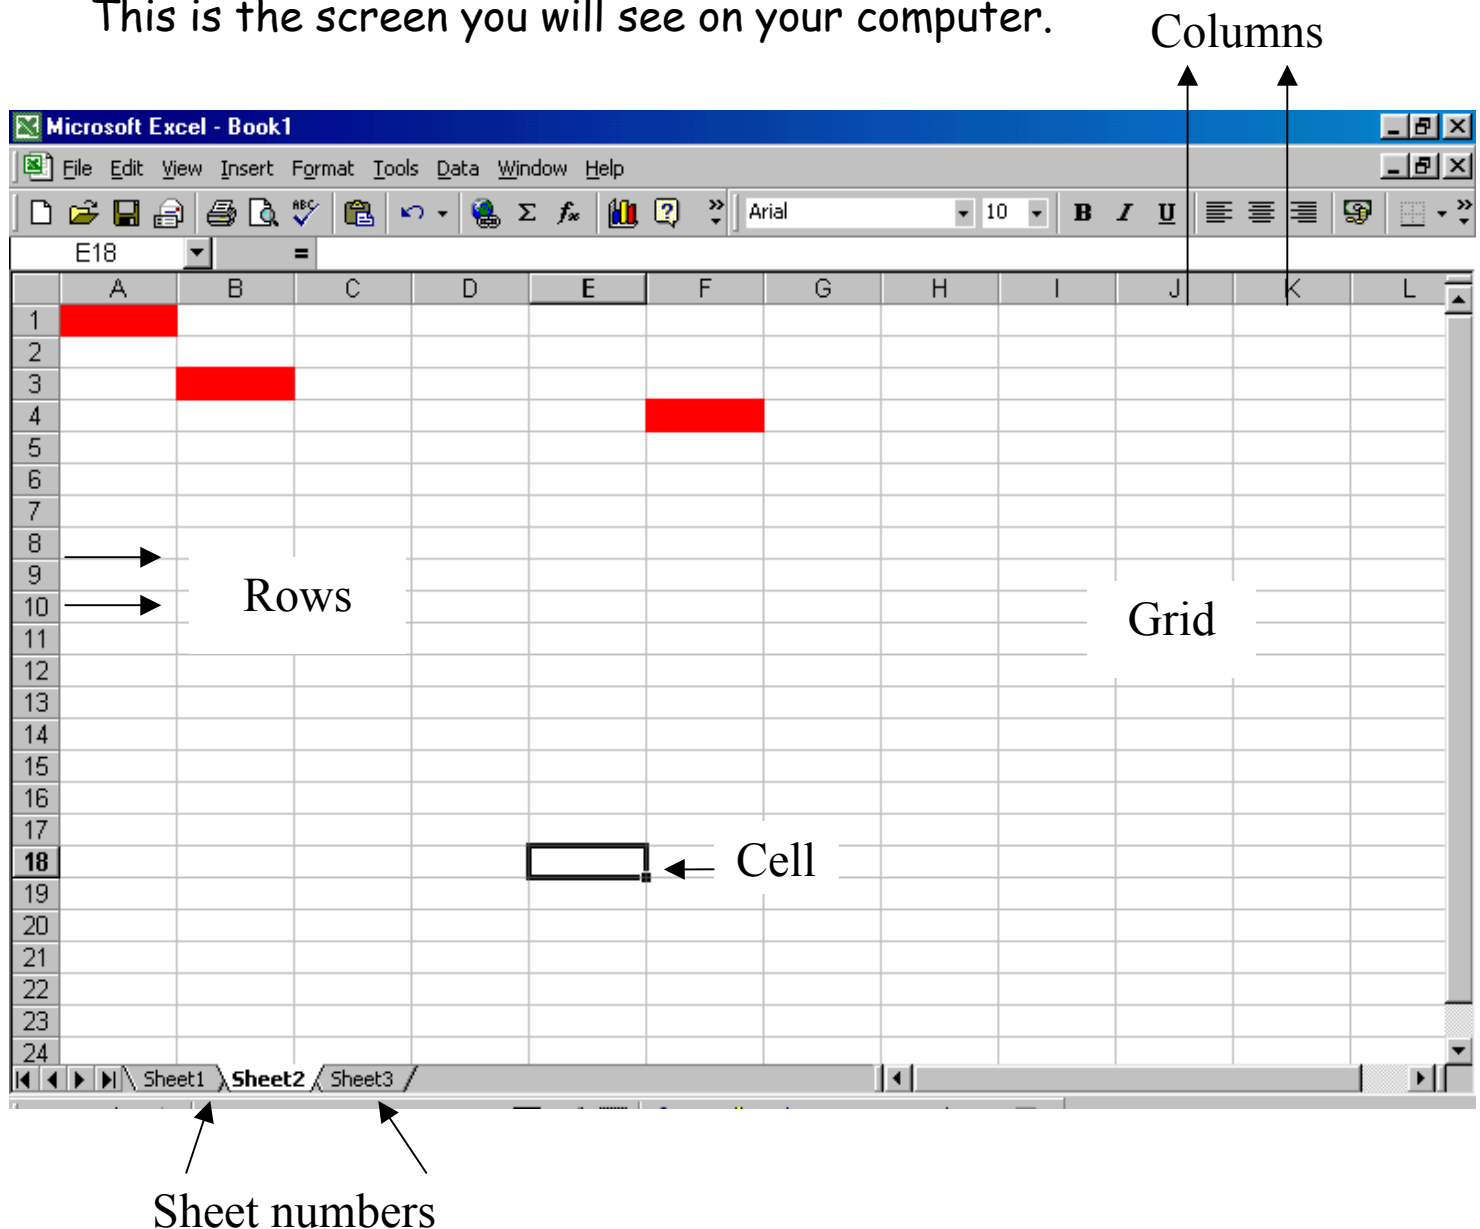 This is the screen you will see on your computer.
Columns
Microsoft Excel - Book1
File Edit View Insert Format Tools Data Window Help
ABC Σ fx ? » Arial 10 B I U »
E18 =
A B C D E F G H I J K L
1
2
3
4
5
6
7
8
9
Rows
10
Grid
11
12
13
14
15
16
17
18
Cell
19
20
21
22
23
24
Sheet1 Sheet2 Sheet3
Sheet numbers